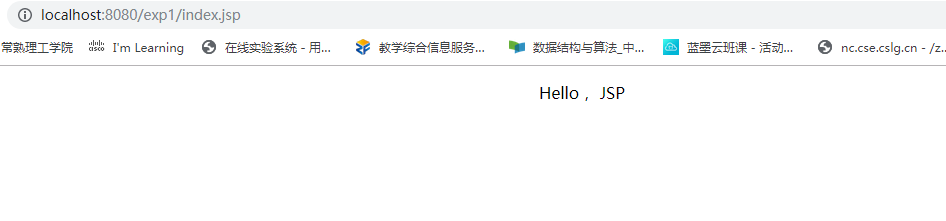 localhost:8080/exp1/index.jsp
常熟理工学院 cisco I'm Learning 在线实验系统 - 用... 教学综合信息服务... 数据结构与算法_中... 蓝墨云班课 - 活动... nc.cse.cslg.cn - /z...
Hello ，JSP